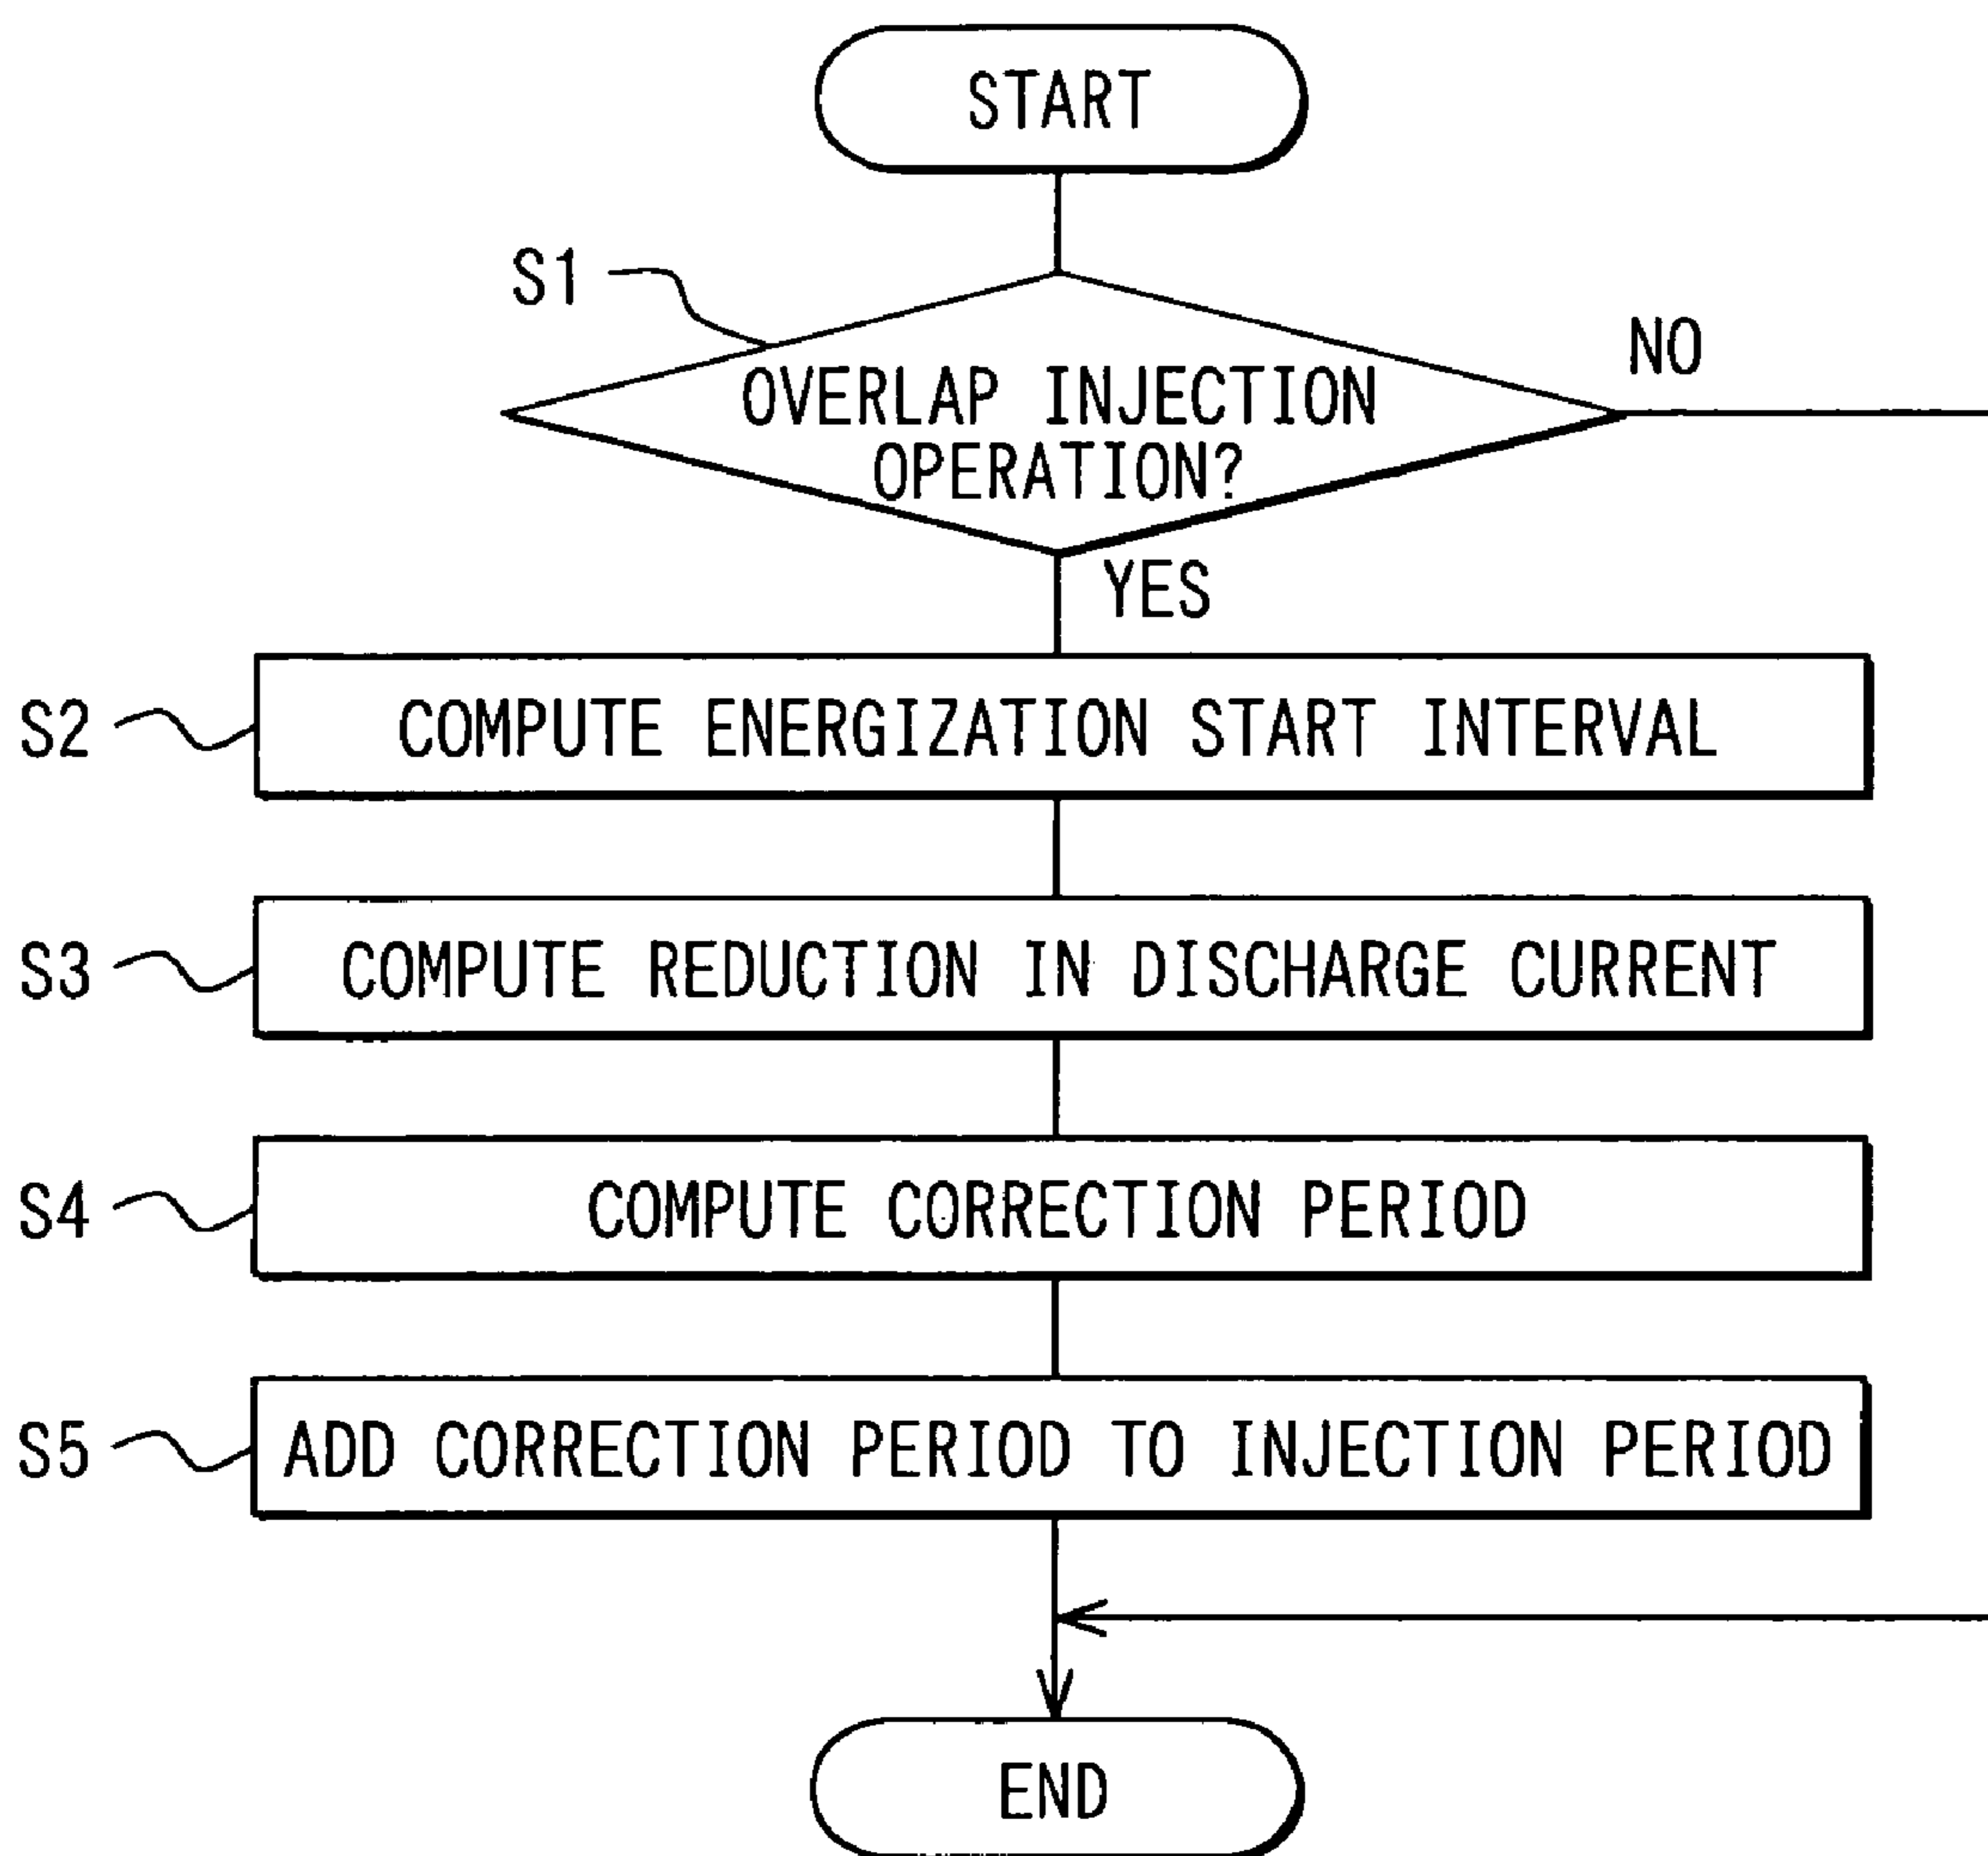 START
S1
NO
OVERLAP INJECTION
OPERATION?
YES
S2
COMPUTE ENERGIZATION START INTERVAL
S3
COMPUTE REDUCTION IN DISCHARGE CURRENT
S4
COMPUTE CORRECTION PERIOD
S5
ADD CORRECTION PERIOD TO INJECTION PERIOD
END